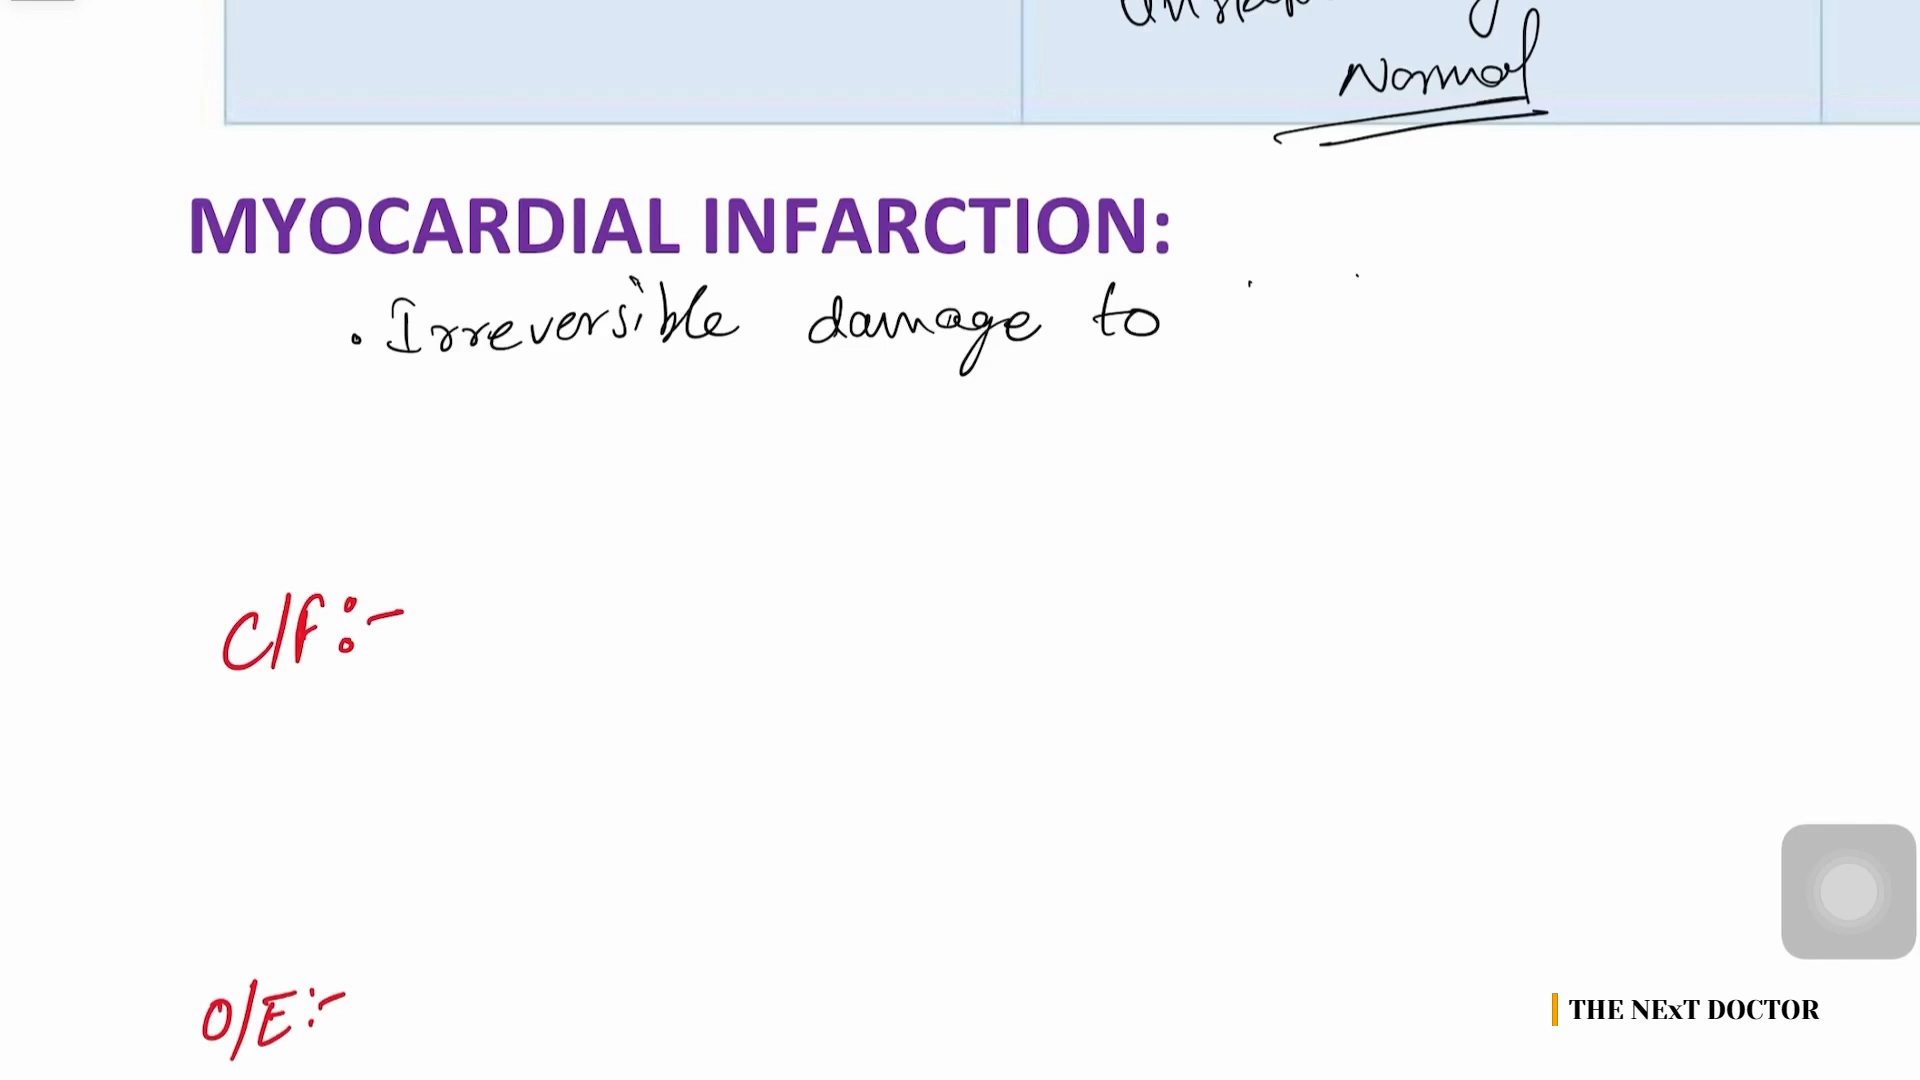 Normal
MYOCARDIAL INFARCTION:
. Irreversible damage to
C/F:-
O/E:-
THE NExT DOCTOR